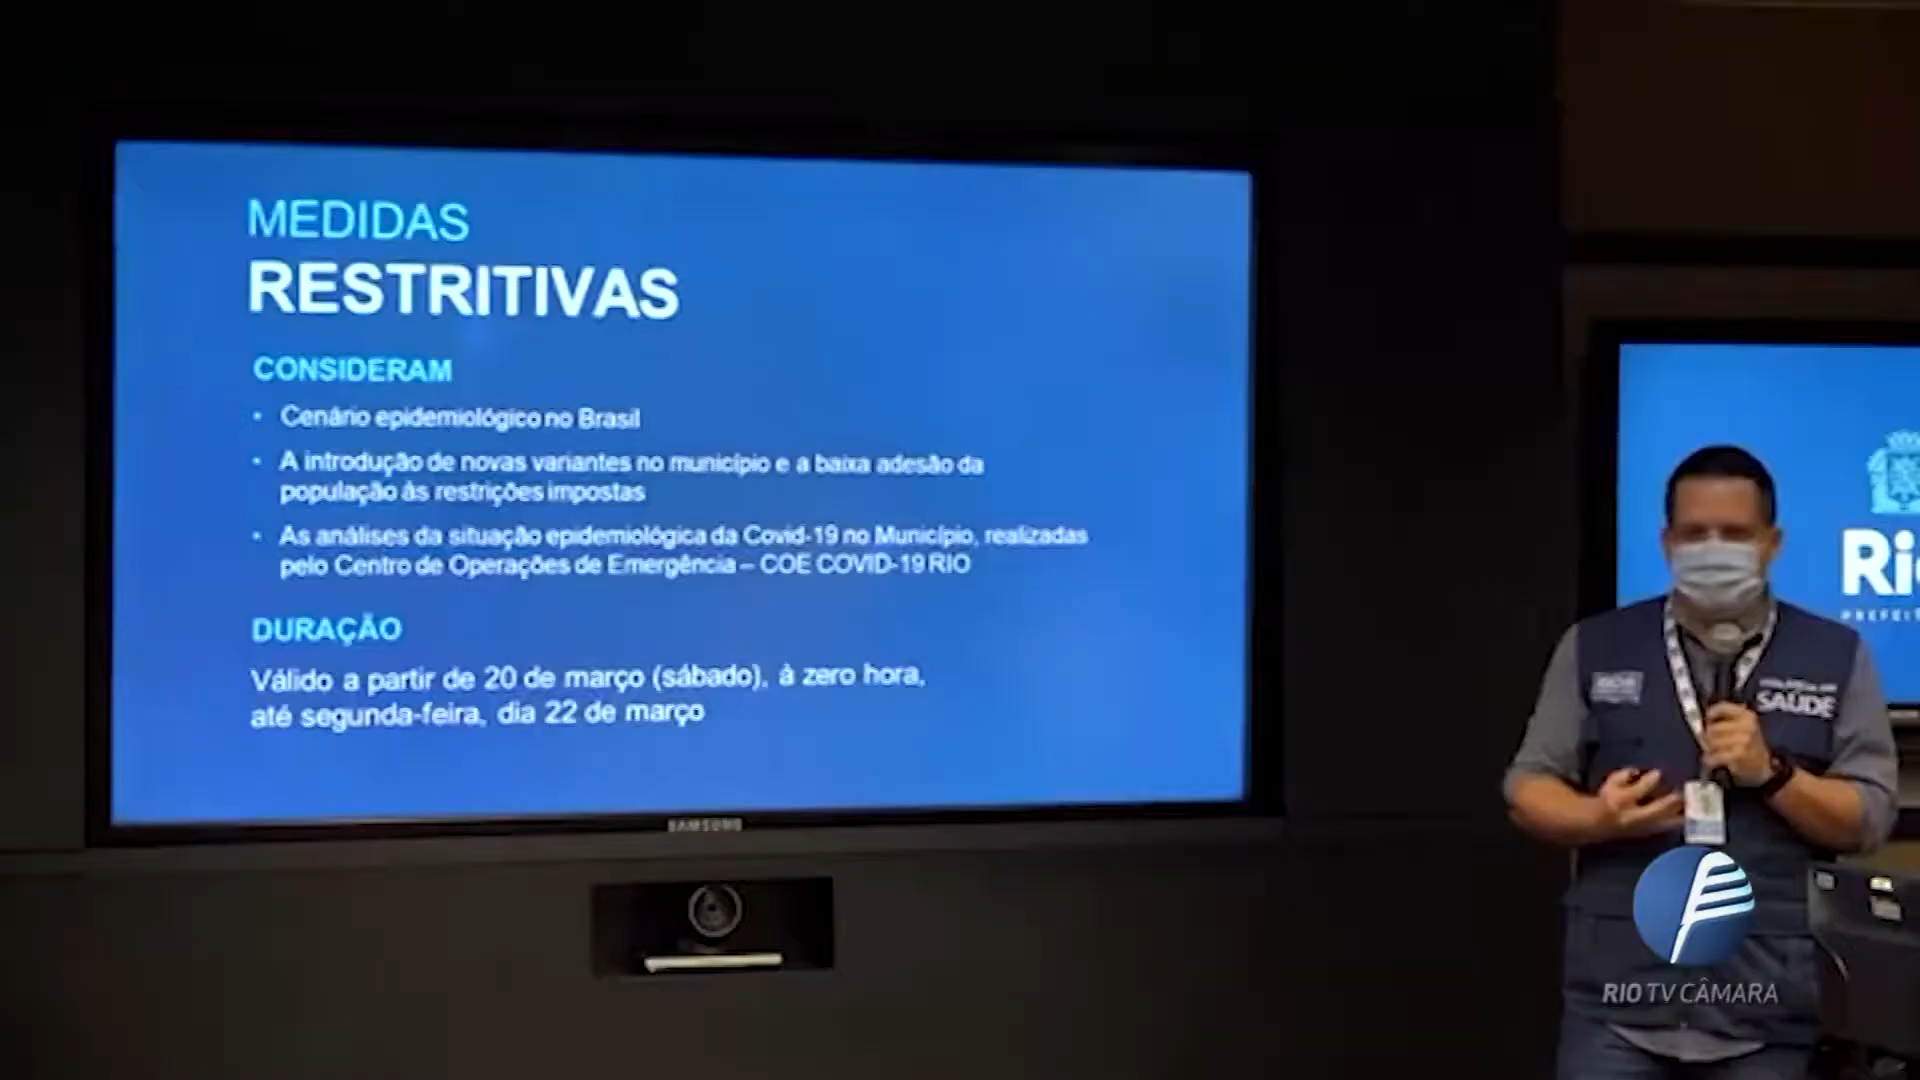 MEDIDAS
RESTRITIVAS
CONSIDERAM
• Cenário epidemiológico no Brasil
• A introdução de novas variantes no município e a baixa adesão da
população às restrições impostas
• As análises da situação epidemiológica da Covid-19 no Município, realizadas
pelo Centro de Operações de Emergência – COE COVID-19 RIO
DURAÇÃO
Válido a partir de 20 de março (sábado), à zero hora,
até segunda-feira, dia 22 de março
SAMSUNG
Ri
PREFEIT
SAÚDE
RIO TV CÂMARA